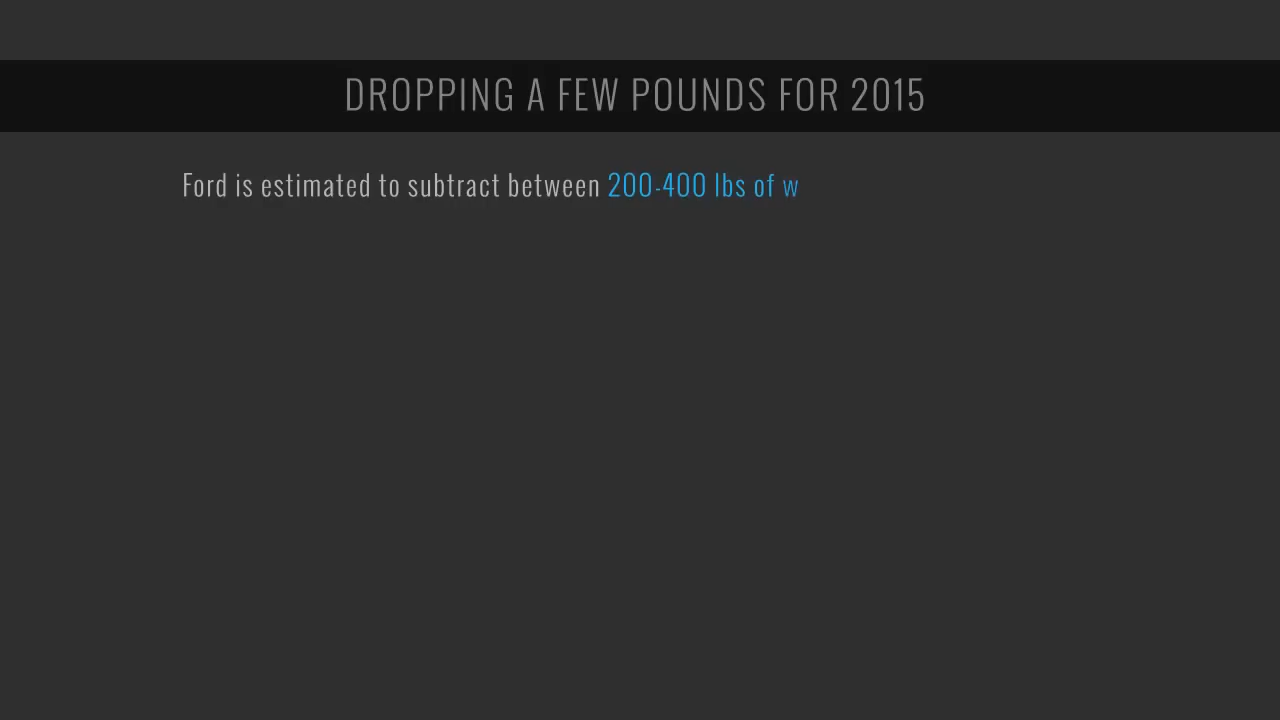 DROPPING A FEW POUNDS FOR 2015
Ford is estimated to subtract between 200-400 lbs of w